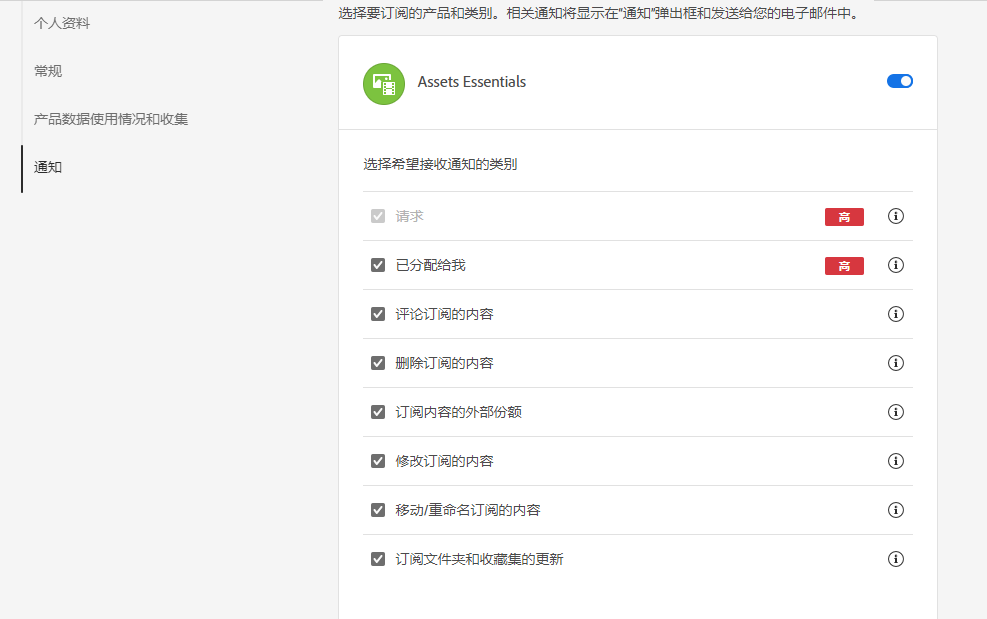 选择要订阅的产品和类别。相关通知将显示在“通知”弹出框和发送给您的电子邮件中。
个人资料
常规
产品数据使用情况和收集
通知
Assets Essentials
选择希望接收通知的类别
请求 高
已分配给我 高
评论订阅的内容
删除订阅的内容
订阅内容的外部份额
修改订阅的内容
移动/重命名订阅的内容
订阅文件夹和收藏集的更新